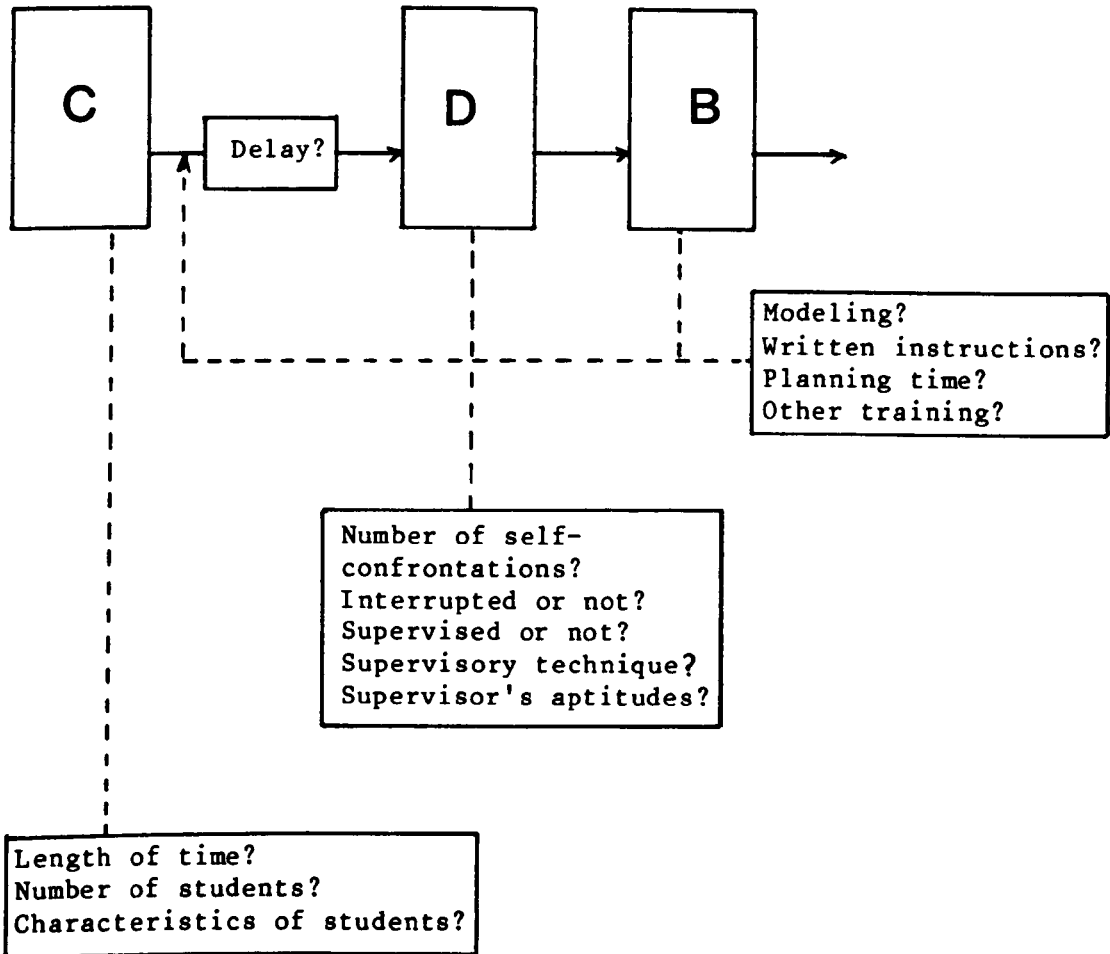 C
Delay?
D
B
Modeling?
Written instructions?
Planning time?
Other training?
Number of self-
confrontations?
Interrupted or not?
Supervised or not?
Supervisory technique?
Supervisor's aptitudes?
Length of time?
Number of students?
Characteristics of students?